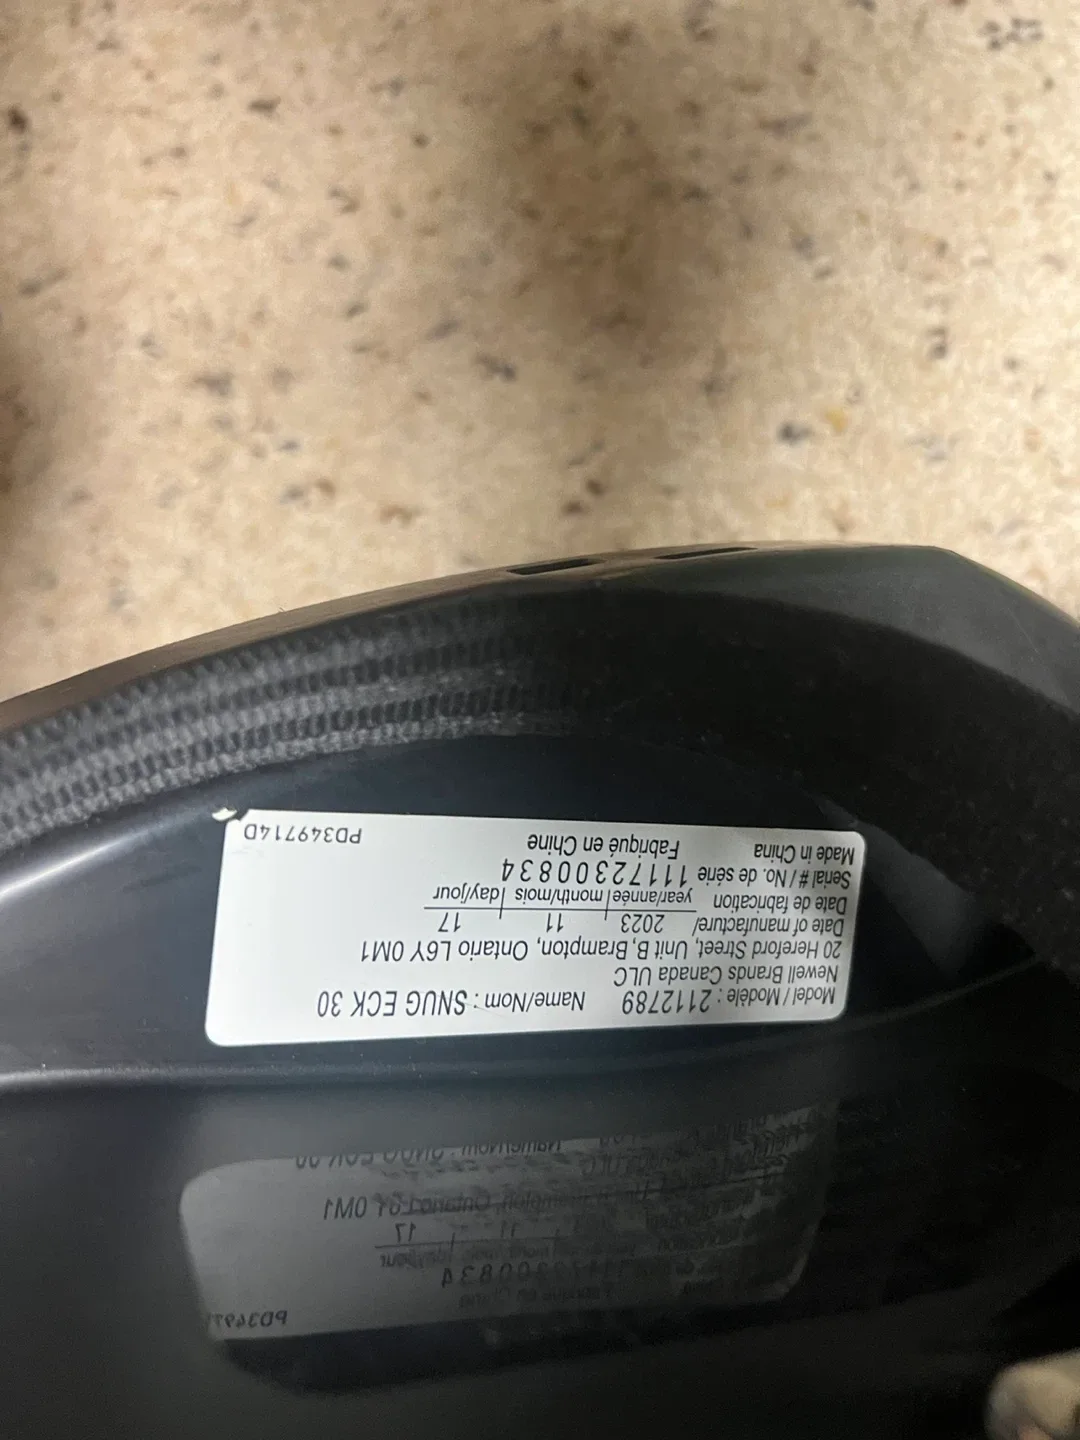 Model / Modèle : 2112789 Name/Nom : SNUG ECK 30
Newell Brands Canada ULC
20 Hereford Street, Unit B, Brampton, Ontario L6Y 0M1
Date of manufacture/ 2023 | 11 | 17
Date de fabrication year/année | month/mois | day/jour
Serial # / No. de série 11172300834
Made in China Fabriqué en Chine
PD349714D